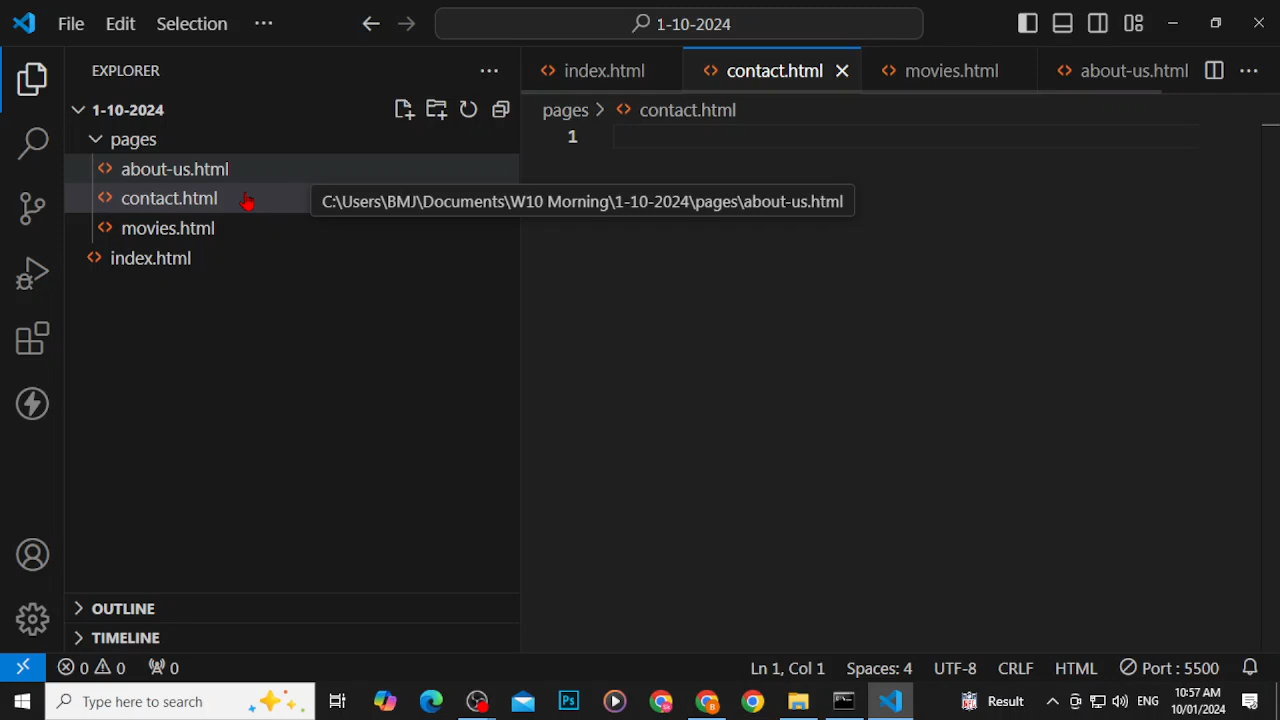 File Edit Selection ···
1-10-2024
EXPLORER
1-10-2024
pages
about-us.html
contact.html
movies.html
index.html
C:\Users\BMJ\Documents\W10 Morning\1-10-2024\pages\about-us.html
index.html
contact.html
movies.html
about-us.html
pages > contact.html
1
OUTLINE
TIMELINE
0 0 0
Ln 1, Col 1
Spaces: 4
UTF-8
CRLF
HTML
Port : 5500
Type here to search
Ps
Result
ENG
10:57 AM
10/01/2024